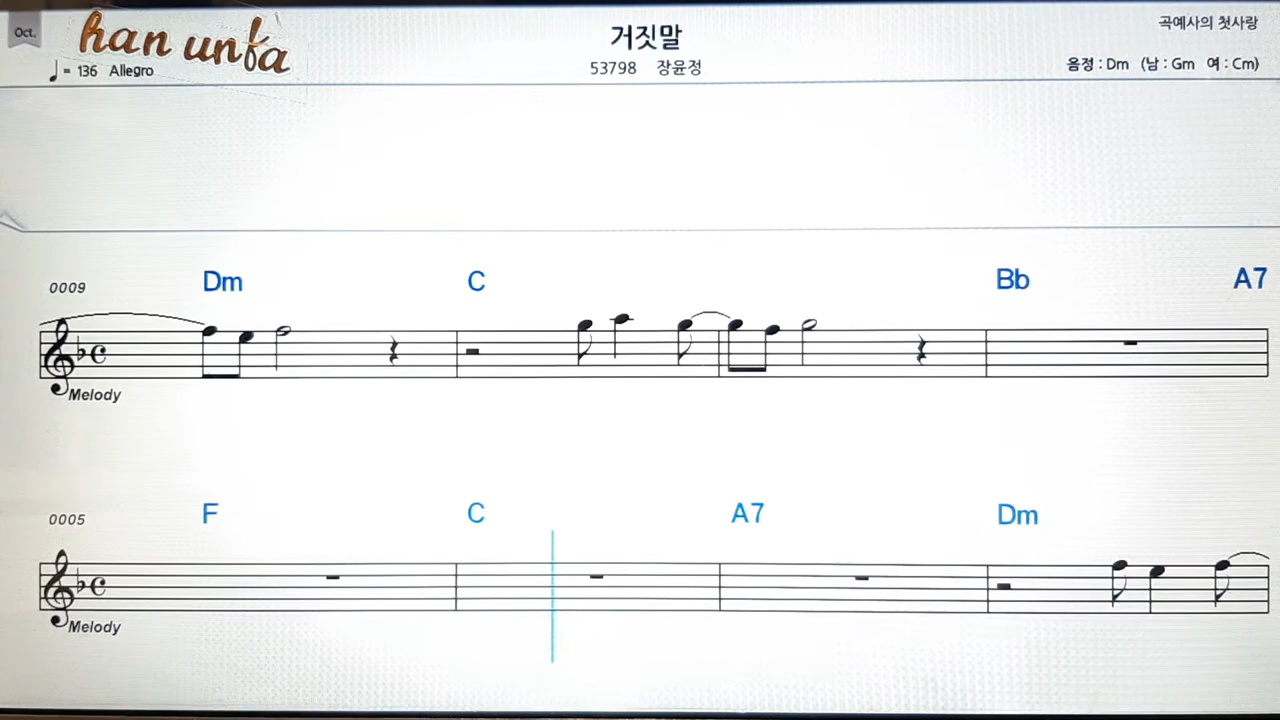 Oct.
han unfa
♩ = 136 Allegro
거짓말
53798 장윤정
곡예사의 첫사랑
음정 : Dm (남 : Gm 여 : Cm)
0009
Dm C Bb A7
Melody
0005
F C A7 Dm
Melody